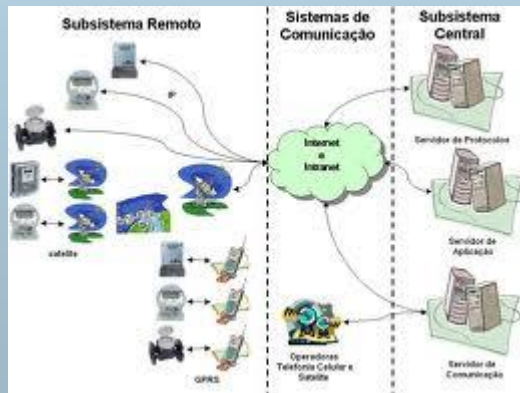 Subsistema Remoto
Sistemas de
Comunicação
Subsistema
Central
IP
Internet
e
Intranet
Servidor de Protocolos
Servidor de
Aplicação
satelite
GPRS
Operadoras
Telefonia Celular e
Satélite
Servidor de
Comunicação